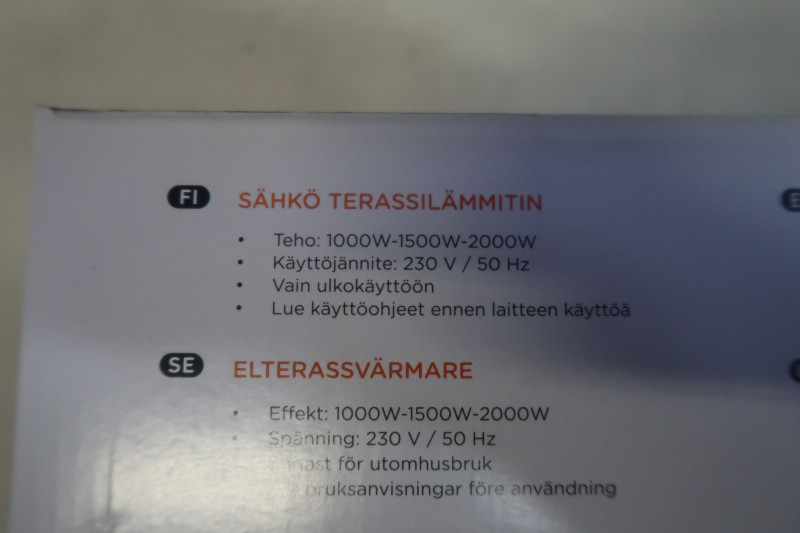 FI SÄHKÖ TERASSILÄMMITIN
• Teho: 1000W-1500W-2000W
• Käyttöjännite: 230 V / 50 Hz
• Vain ulkokäyttöön
• Lue käyttöohjeet ennen laitteen käyttöä
SE ELTERASSVÄRMARE
• Effekt: 1000W-1500W-2000W
• Spänning: 230 V / 50 Hz
för utomhusbruk
bruksanvisningar före användning